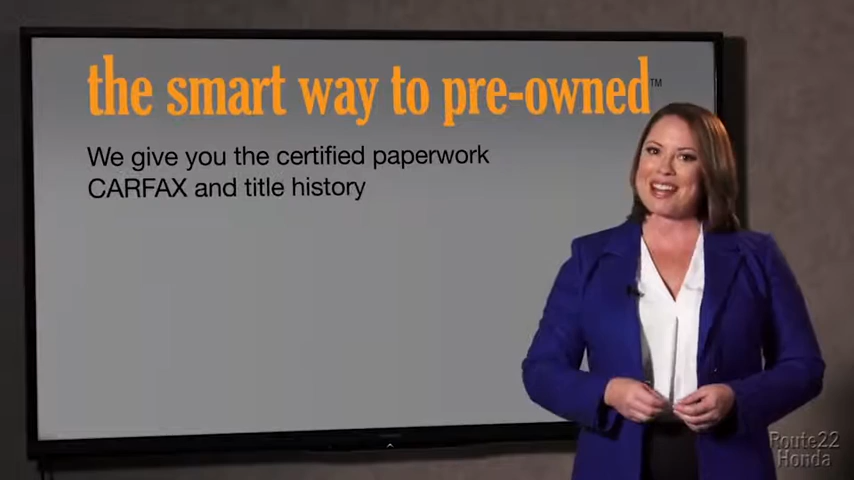 the smart way to pre-owned™
We give you the certified paperwork
CARFAX and title history
Route22
Honda